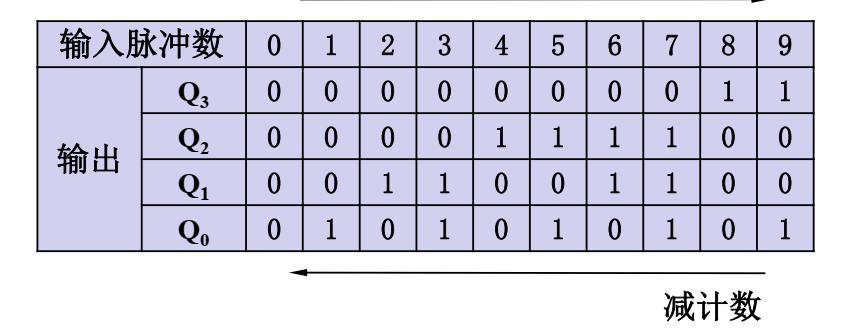 输入脉冲数 0 1 2 3 4 5 6 7 8 9
输出
Q₃ 0 0 0 0 0 0 0 0 1 1
Q₂ 0 0 0 0 1 1 1 1 0 0
Q₁ 0 0 1 1 0 0 1 1 0 0
Q₀ 0 1 0 1 0 1 0 1 0 1
减计数